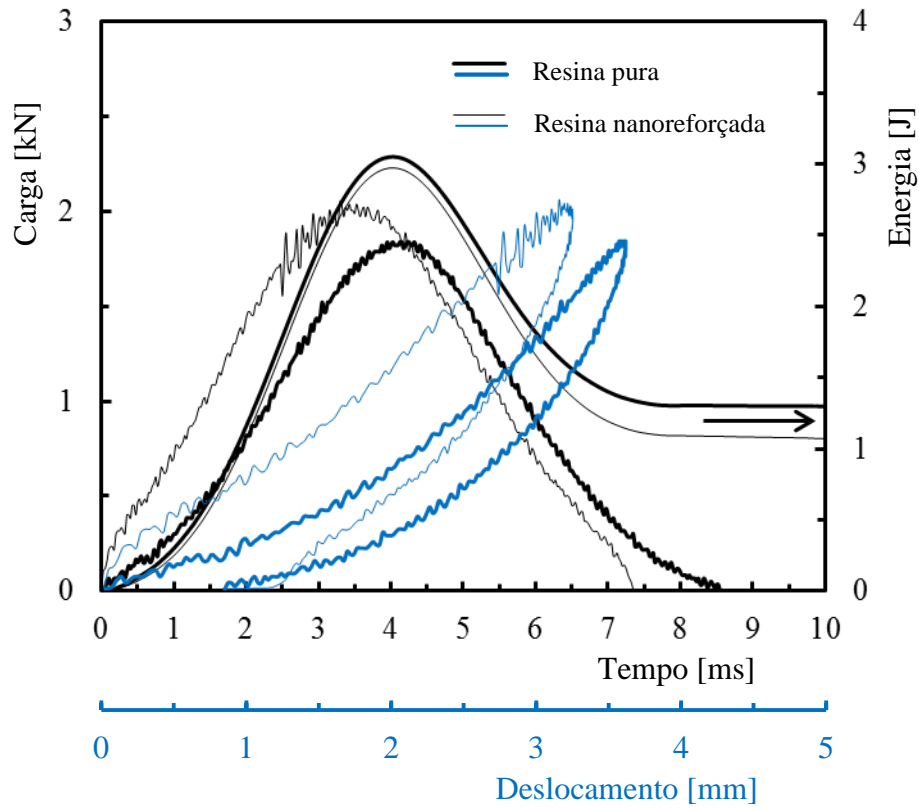 3
4
Resina pura
Resina nanoreforçada
Carga [kN]
Energia [J]
2
3
2
1
1
0
0
0 1 2 3 4 5 6 7 8 9 10
Tempo [ms]
0 1 2 3 4 5
Deslocamento [mm]